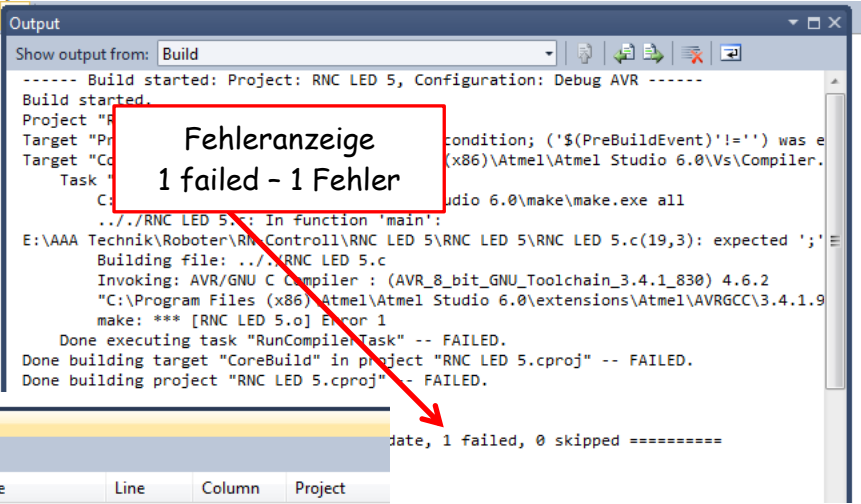 Output
Show output from: Build
------ Build started: Project: RNC LED 5, Configuration: Debug AVR ------
Build started.
Project "R
Target "Pr condition; ('$(PreBuildEvent)'!='') was e
Target "Co (x86)\Atmel\Atmel Studio 6.0\Vs\Compiler.
Task "
C: udio 6.0\make\make.exe all
Fehleranzeige
1 failed – 1 Fehler
.././RNC LED 5.c: In function 'main':
E:\AAA Technik\Roboter\RN-Controll\RNC LED 5\RNC LED 5\RNC LED 5.c(19,3): expected ';'
Building file: .././RNC LED 5.c
Invoking: AVR/GNU C Compiler : (AVR_8_bit_GNU_Toolchain_3.4.1_830) 4.6.2
"C:\Program Files (x86)\Atmel\Atmel Studio 6.0\extensions\Atmel\AVRGCC\3.4.1.9
make: *** [RNC LED 5.o] Error 1
Done executing task "RunCompilerTask" -- FAILED.
Done building target "CoreBuild" in project "RNC LED 5.cproj" -- FAILED.
Done building project "RNC LED 5.cproj" -- FAILED.
date, 1 failed, 0 skipped ==========
e Line Column Project